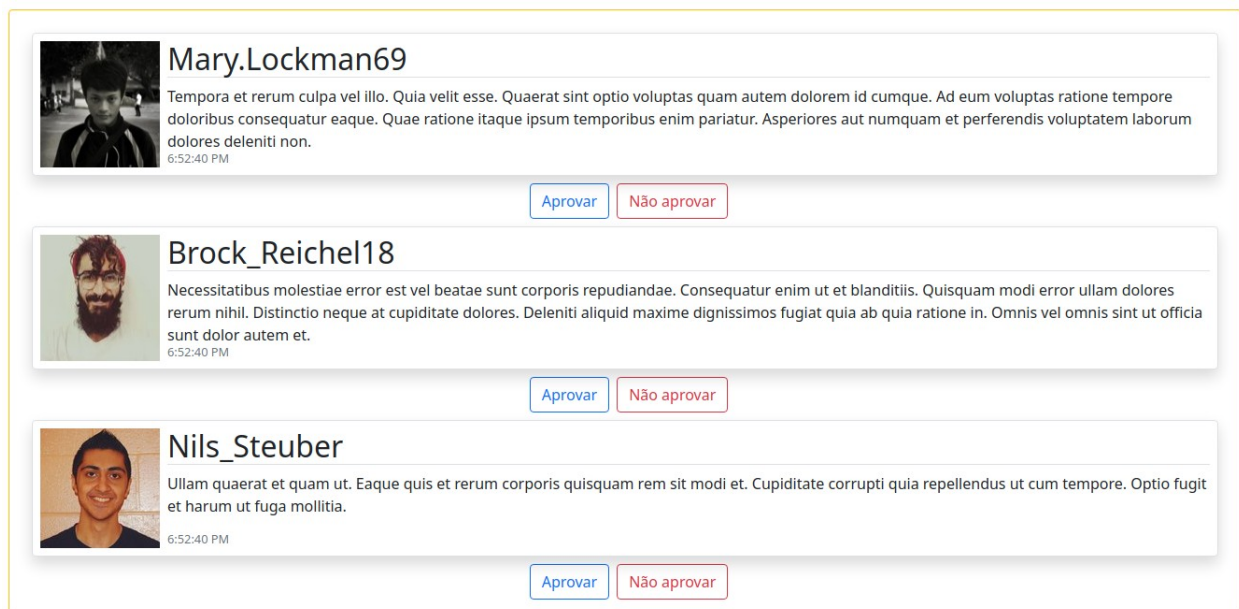 Mary.Lockman69
Tempora et rerum culpa vel illo. Quia velit esse. Quaerat sint optio voluptas quam autem dolorem id cumque. Ad eum voluptas ratione tempore
doloribus consequatur eaque. Quae ratione itaque ipsum temporibus enim pariatur. Asperiores aut numquam et perferendis voluptatem laborum
dolores deleniti non.
6:52:40 PM
Aprovar Não aprovar
Brock_Reichel18
Necessitatibus molestiae error est vel beatae sunt corporis repudiandae. Consequatur enim ut et blanditiis. Quisquam modi error ullam dolores
rerum nihil. Distinctio neque at cupiditate dolores. Deleniti aliquid maxime dignissimos fugiat quia ab quia ratione in. Omnis vel omnis sint ut officia
sunt dolor autem et.
6:52:40 PM
Aprovar Não aprovar
Nils_Steuber
Ullam quaerat et quam ut. Eaque quis et rerum corporis quisquam rem sit modi et. Cupiditate corrupti quia repellendus ut cum tempore. Optio fugit
et harum ut fuga mollitia.
6:52:40 PM
Aprovar Não aprovar